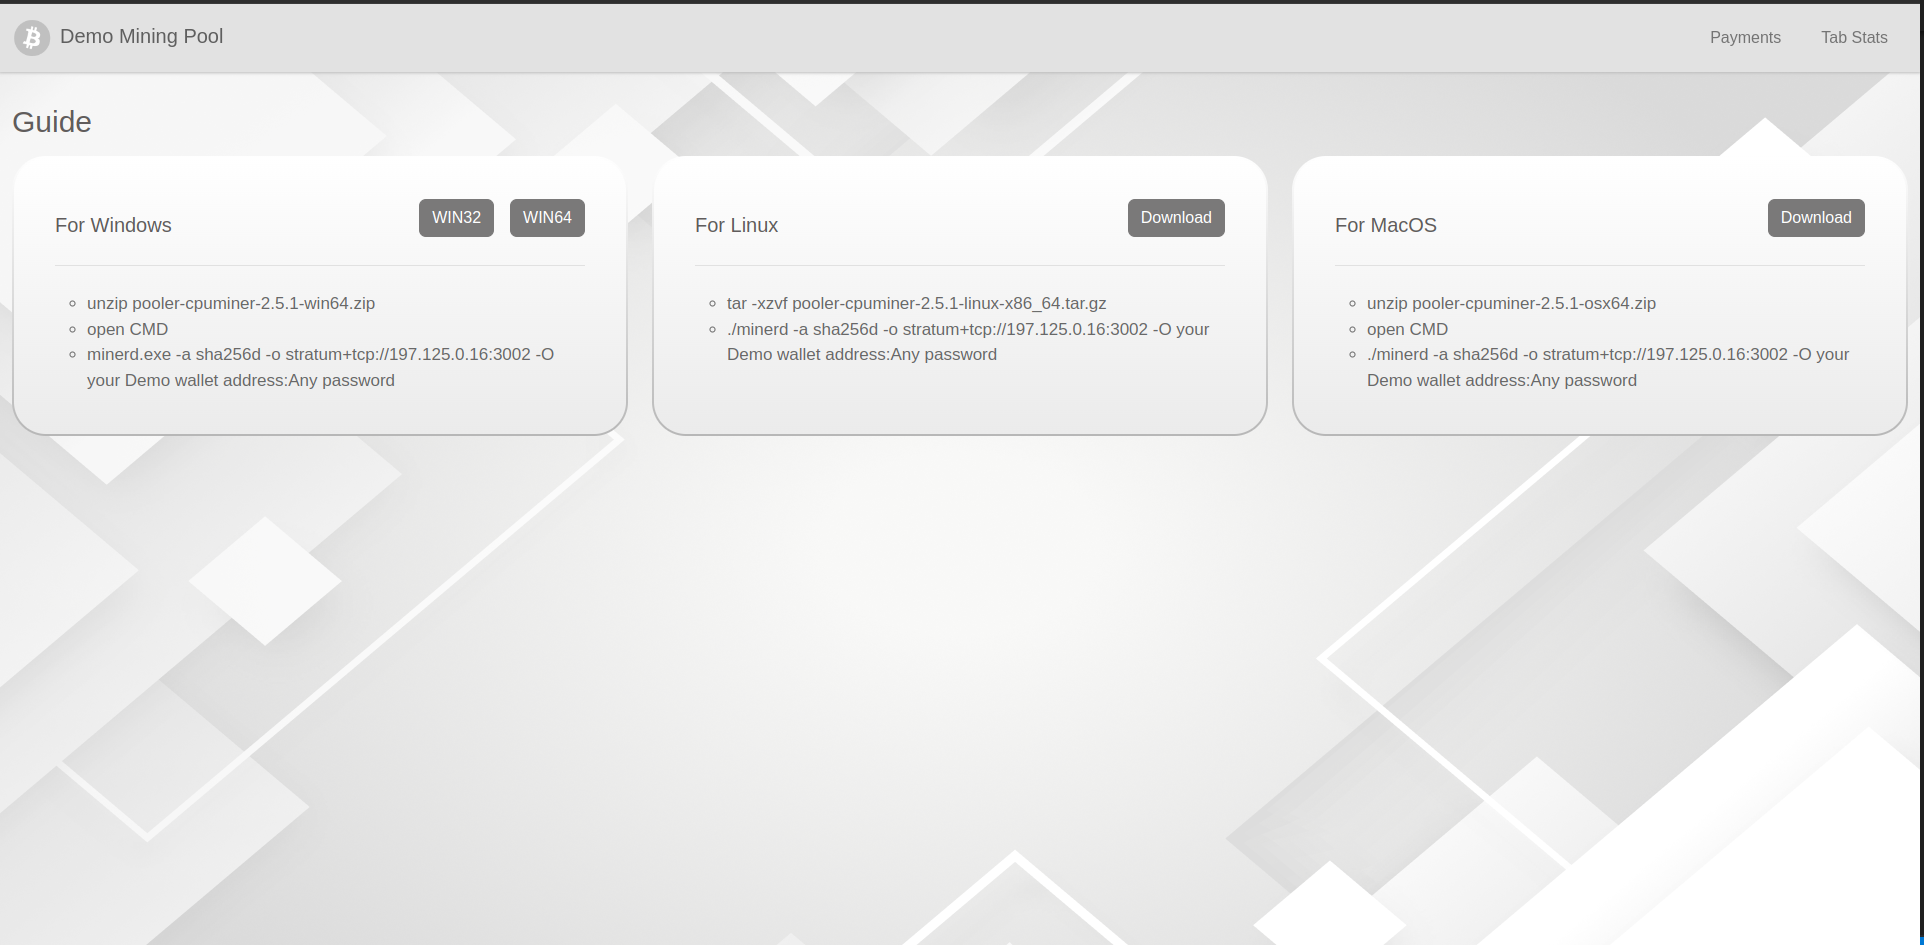 Demo Mining Pool
Payments
Tab Stats
Guide
For Windows
WIN32
WIN64
unzip pooler-cpuminer-2.5.1-win64.zip
open CMD
minerd.exe -a sha256d -o stratum+tcp://197.125.0.16:3002 -O
your Demo wallet address:Any password
For Linux
Download
tar -xzvf pooler-cpuminer-2.5.1-linux-x86_64.tar.gz
./minerd -a sha256d -o stratum+tcp://197.125.0.16:3002 -O your
Demo wallet address:Any password
For MacOS
Download
unzip pooler-cpuminer-2.5.1-osx64.zip
open CMD
./minerd -a sha256d -o stratum+tcp://197.125.0.16:3002 -O your
Demo wallet address:Any password